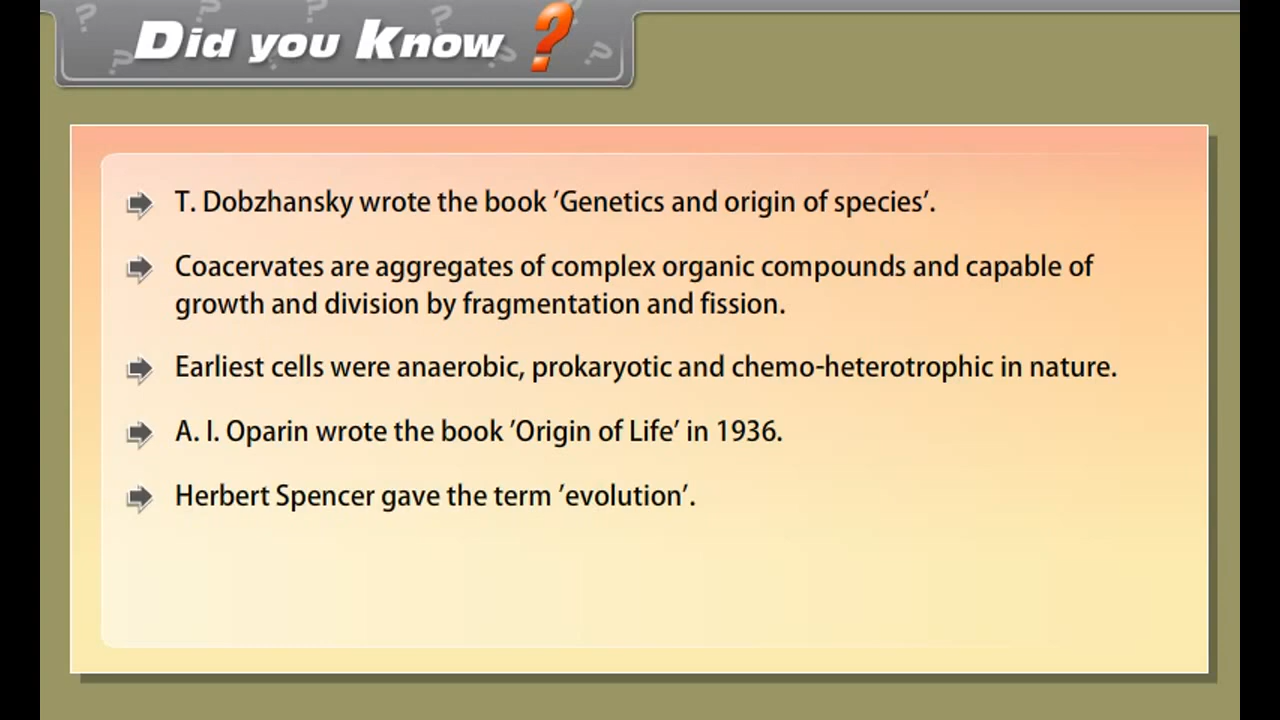 Did you Know ?
T. Dobzhansky wrote the book 'Genetics and origin of species'.
Coacervates are aggregates of complex organic compounds and capable of
growth and division by fragmentation and fission.
Earliest cells were anaerobic, prokaryotic and chemo-heterotrophic in nature.
A. I. Oparin wrote the book 'Origin of Life' in 1936.
Herbert Spencer gave the term 'evolution'.